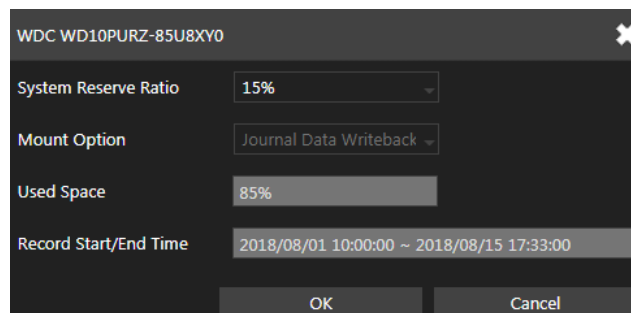 WDC WD10PURZ-85U8XY0
System Reserve Ratio 15%
Mount Option Journal Data Writeback
Used Space 85%
Record Start/End Time 2018/08/01 10:00:00 ~ 2018/08/15 17:33:00
OK Cancel